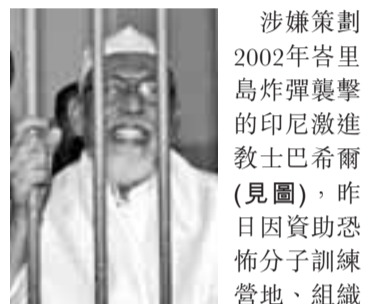 涉嫌策劃
2002年峇里
島炸彈襲擊
的印尼激進
教士巴希爾
(見圖)，昨
日因資助恐
怖分子訓練
營地、組織